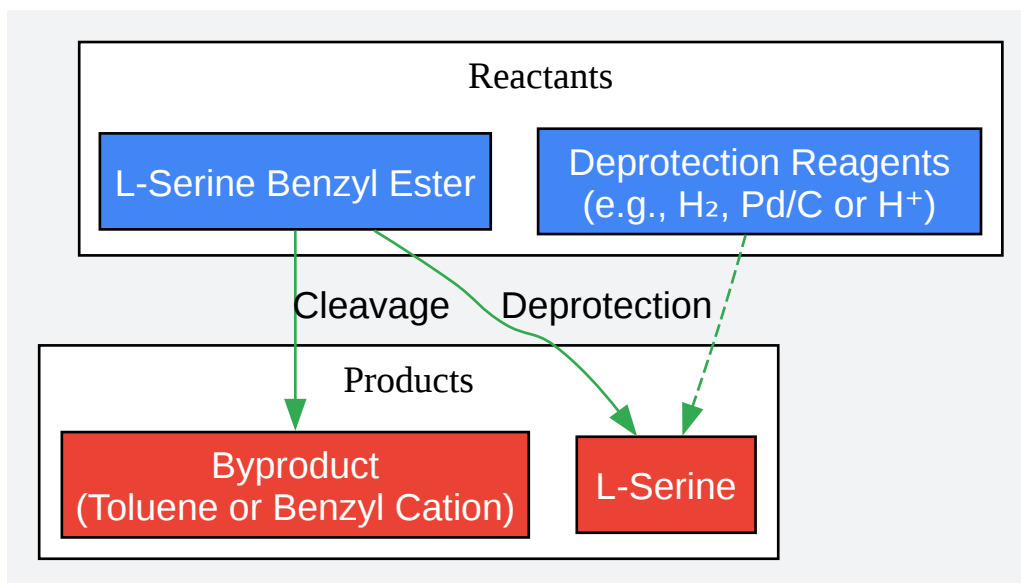 Reactants
L-Serine Benzyl Ester
Deprotection Reagents
(e.g., H₂, Pd/C or H⁺)
Cleavage
Deprotection
Products
Byproduct
(Toluene or Benzyl Cation)
L-Serine